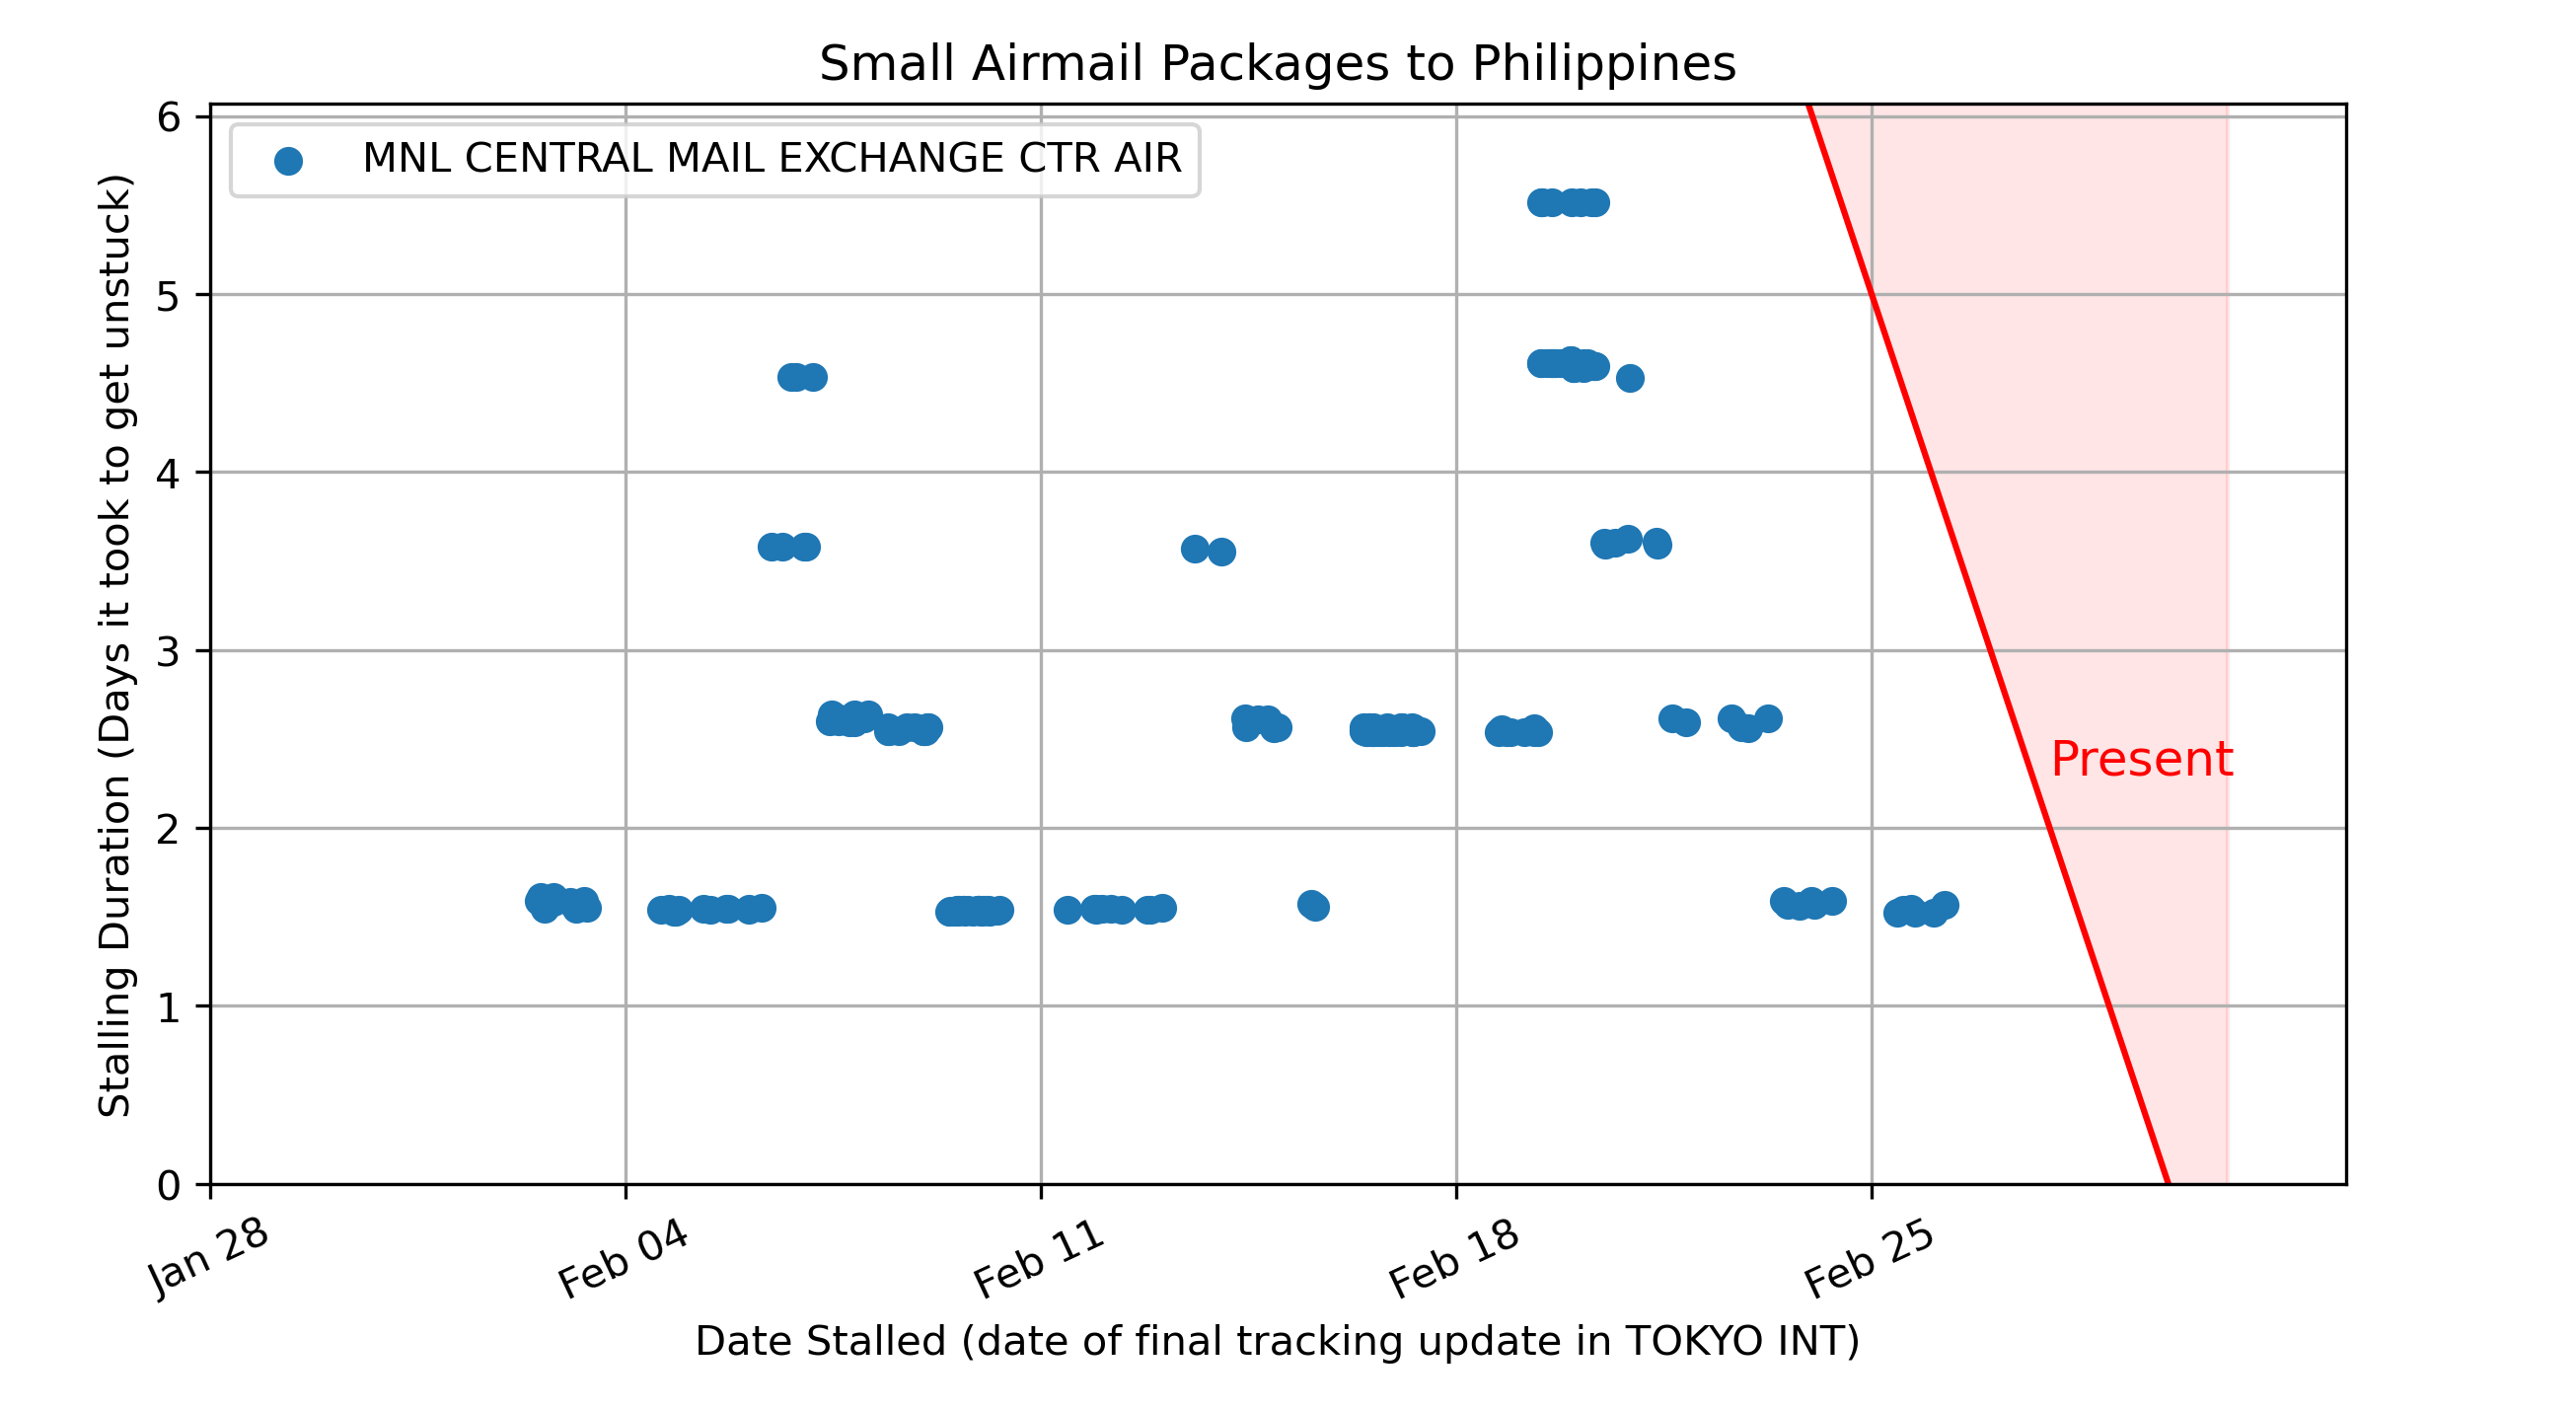 Small Airmail Packages to Philippines
MNL CENTRAL MAIL EXCHANGE CTR AIR
Stalling Duration (Days it took to get unstuck)
6
5
4
3
2
1
0
Present
Jan 28
Feb 04
Feb 11
Feb 18
Feb 25
Date Stalled (date of final tracking update in TOKYO INT)